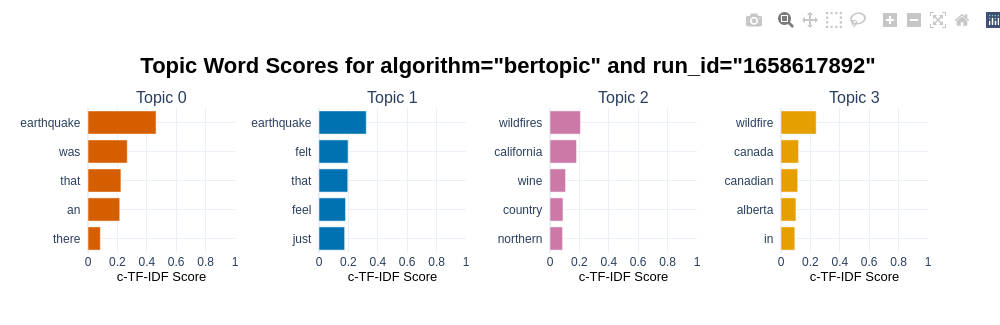 Topic Word Scores for algorithm="bertopic" and run_id="1658617892"
Topic 0
earthquake
was
that
an
there
0 0.2 0.4 0.6 0.8 1
c-TF-IDF Score
Topic 1
earthquake
felt
that
feel
just
0 0.2 0.4 0.6 0.8 1
c-TF-IDF Score
Topic 2
wildfires
california
wine
country
northern
0 0.2 0.4 0.6 0.8 1
c-TF-IDF Score
Topic 3
wildfire
canada
canadian
alberta
in
0 0.2 0.4 0.6 0.8 1
c-TF-IDF Score